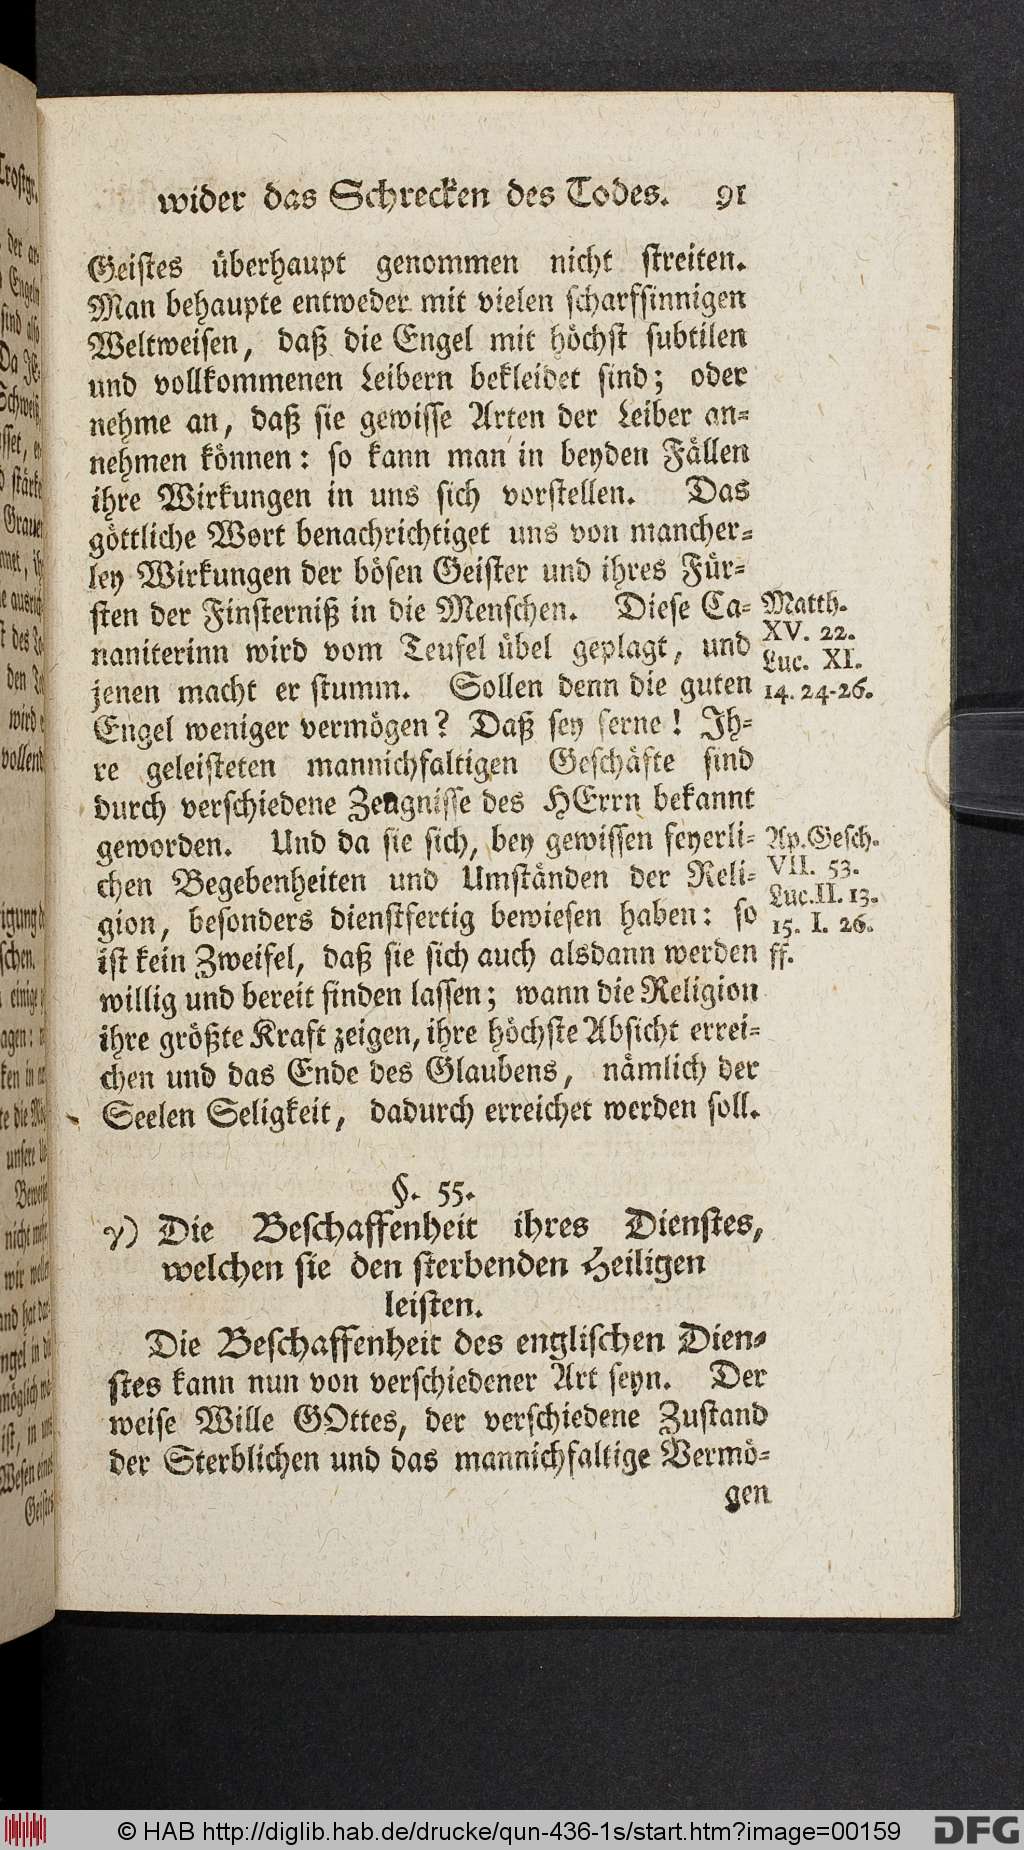 wider das Schrecken des Todes. 91
Geistes überhaupt genommen nicht streiten.
Man behaupte entweder mit vielen scharfsinnigen
Weltweisen, daß die Engel mit höchst subtilen
und vollkommenen Leibern bekleidet sind; oder
nehme an, daß sie gewisse Arten der Leiber an-
nehmen können: so kann man in beyden Fällen
ihre Wirkungen in uns sich vorstellen. Das
göttliche Wort benachrichtiget uns von mancher-
ley Wirkungen der bösen Geister und ihres Für-
sten der Finsterniß in die Menschen. Diese Ca-
naniterinn wird vom Teufel übel geplagt, und
jenen macht er stumm. Sollen denn die guten
Engel weniger vermögen? Daß sey ferne! Ih-
re geleisteten mannichfaltigen Geschäfte sind
durch verschiedene Zeugnisse des HErrn bekannt
geworden. Und da sie sich, bey gewissen feyerli-
chen Begebenheiten und Umständen der Reli-
gion, besonders dienstfertig bewiesen haben: so
ist kein Zweifel, daß sie sich auch alsdann werden
willig und bereit finden lassen; wann die Religion
ihre größte Kraft zeigen, ihre höchste Absicht errei-
chen und das Ende des Glaubens, nämlich der
Seelen Seligkeit, dadurch erreichet werden soll.
Matth.
XV. 22.
Luc. XI.
14. 24-26.
Ap. Gesch.
VII. 53.
Luc. II. 13.
15. I. 26.
ff.
§. 55.
γ) Die Beschaffenheit ihres Dienstes,
welchen sie den sterbenden Heiligen
leisten.
Die Beschaffenheit des englischen Dien-
stes kann nun von verschiedener Art seyn. Der
weise Wille GOttes, der verschiedene Zustand
der Sterblichen und das mannichfaltige Vermö-
gen
© HAB http://diglib.hab.de/drucke/qun-436-1s/start.htm?image=00159
DFG